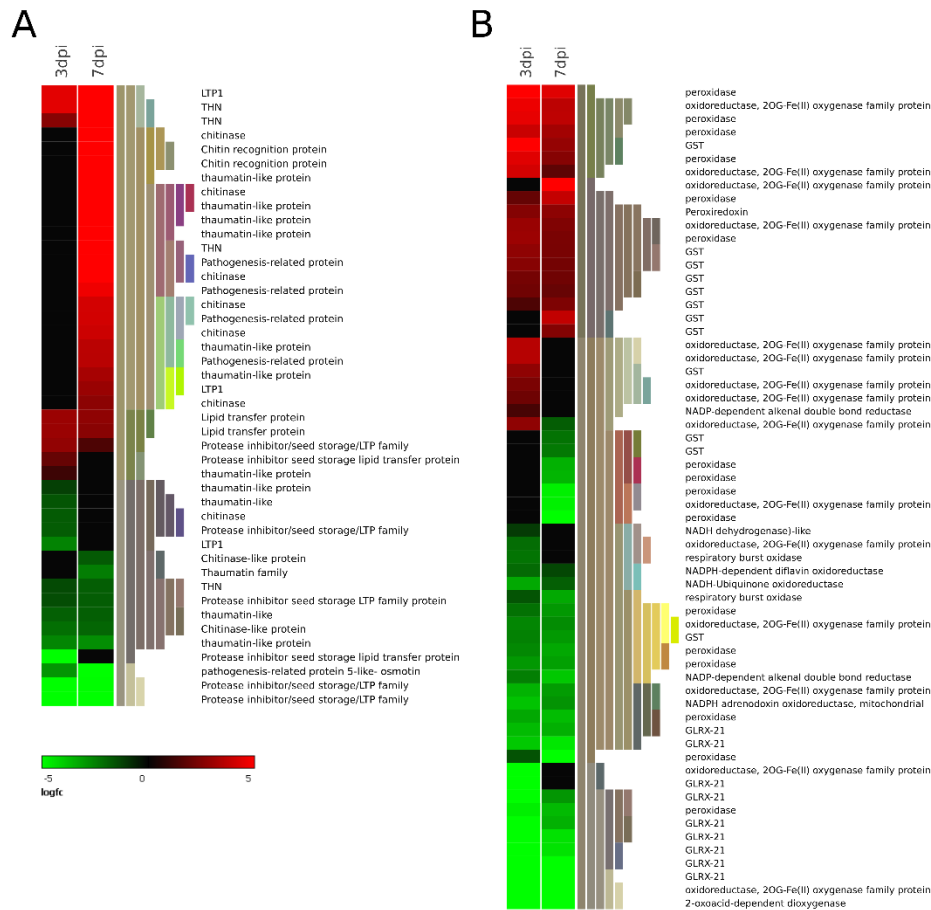 A
3dpi
7dpi
LTP1
THN
THN
chitinase
Chitin recognition protein
Chitin recognition protein
thaumatin-like protein
chitinase
thaumatin-like protein
thaumatin-like protein
thaumatin-like protein
THN
Pathogenesis-related protein
chitinase
Pathogenesis-related protein
chitinase
Pathogenesis-related protein
chitinase
thaumatin-like protein
Pathogenesis-related protein
thaumatin-like protein
LTP1
chitinase
Lipid transfer protein
Lipid transfer protein
Protease inhibitor/seed storage/LTP family
Protease inhibitor seed storage lipid transfer protein
thaumatin-like protein
thaumatin-like protein
thaumatin-like
chitinase
Protease inhibitor/seed storage/LTP family
LTP1
Chitinase-like protein
Thaumatin family
THN
Protease inhibitor seed storage LTP family protein
thaumatin-like
Chitinase-like protein
thaumatin-like protein
Protease inhibitor seed storage lipid transfer protein
pathogenesis-related protein 5-like- osmotin
Protease inhibitor/seed storage/LTP family
Protease inhibitor/seed storage/LTP family
-5
0
5
logfc
B
3dpi
7dpi
peroxidase
oxidoreductase, 2OG-Fe(II) oxygenase family protein
peroxidase
peroxidase
GST
peroxidase
oxidoreductase, 2OG-Fe(II) oxygenase family protein
oxidoreductase, 2OG-Fe(II) oxygenase family protein
peroxidase
Peroxiredoxin
oxidoreductase, 2OG-Fe(II) oxygenase family protein
peroxidase
GST
GST
GST
GST
GST
GST
GST
oxidoreductase, 2OG-Fe(II) oxygenase family protein
oxidoreductase, 2OG-Fe(II) oxygenase family protein
GST
oxidoreductase, 2OG-Fe(II) oxygenase family protein
oxidoreductase, 2OG-Fe(II) oxygenase family protein
NADP-dependent alkenal double bond reductase
oxidoreductase, 2OG-Fe(II) oxygenase family protein
GST
GST
peroxidase
peroxidase
peroxidase
oxidoreductase, 2OG-Fe(II) oxygenase family protein
peroxidase
NADH dehydrogenase)-like
oxidoreductase, 2OG-Fe(II) oxygenase family protein
respiratory burst oxidase
NADPH-dependent diflavin oxidoreductase
NADH-Ubiquinone oxidoreductase
respiratory burst oxidase
peroxidase
oxidoreductase, 2OG-Fe(II) oxygenase family protein
GST
peroxidase
peroxidase
NADP-dependent alkenal double bond reductase
oxidoreductase, 2OG-Fe(II) oxygenase family protein
NADPH adrenodoxin oxidoreductase, mitochondrial
peroxidase
GLRX-21
GLRX-21
peroxidase
oxidoreductase, 2OG-Fe(II) oxygenase family protein
GLRX-21
GLRX-21
peroxidase
GLRX-21
GLRX-21
GLRX-21
GLRX-21
GLRX-21
oxidoreductase, 2OG-Fe(II) oxygenase family protein
2-oxoacid-dependent dioxygenase